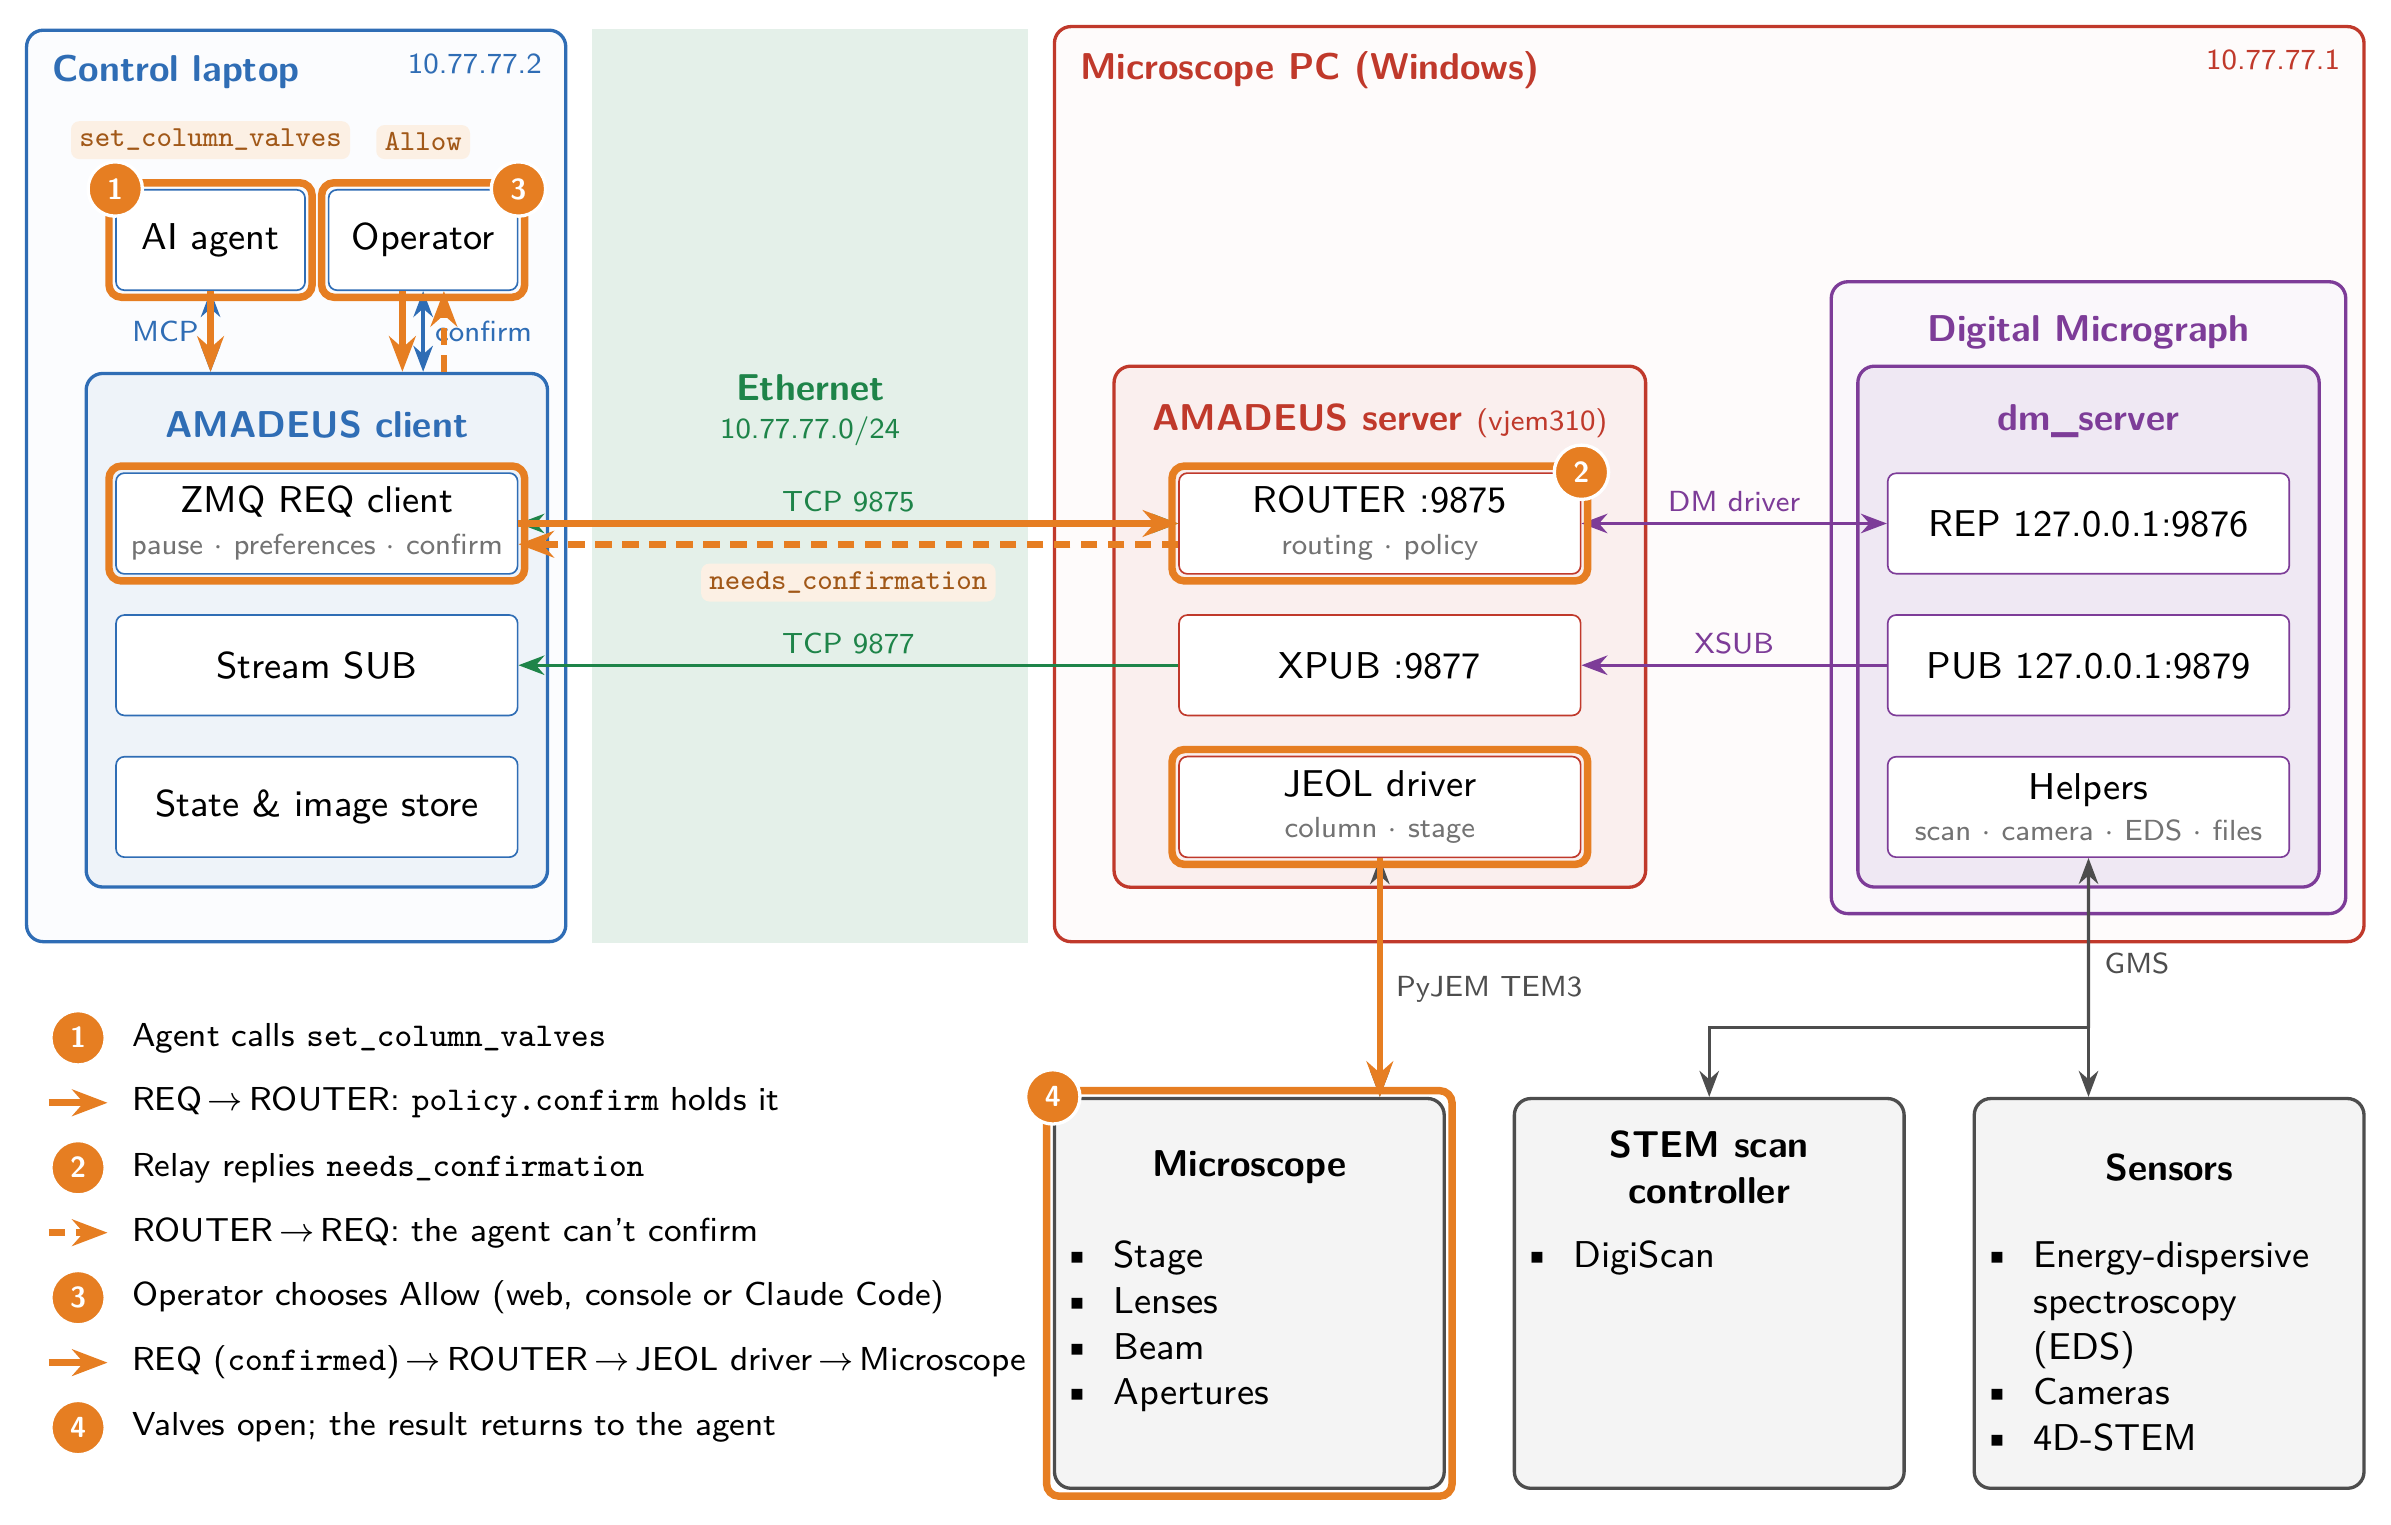 Control laptop
10.77.77.2
set_column_valves
Allow
1
3
AI agent
Operator
MCP
confirm
AMADEUS client
ZMQ REQ client
pause · preferences · confirm
Stream SUB
State & image store
Ethernet
10.77.77.0/24
TCP 9875
needs_confirmation
TCP 9877
Microscope PC (Windows)
10.77.77.1
AMADEUS server (vjem310)
2
ROUTER :9875
routing · policy
XPUB :9877
JEOL driver
column · stage
DM driver
XSUB
Digital Micrograph
dm_server
REP 127.0.0.1:9876
PUB 127.0.0.1:9879
Helpers
scan · camera · EDS · files
PyJEM TEM3
GMS
1 Agent calls set_column_valves
REQ→ROUTER: policy.confirm holds it
2 Relay replies needs_confirmation
ROUTER→REQ: the agent can't confirm
3 Operator chooses Allow (web, console or Claude Code)
REQ (confirmed)→ROUTER→JEOL driver→Microscope
4 Valves open; the result returns to the agent
4
Microscope
▪ Stage
▪ Lenses
▪ Beam
▪ Apertures
STEM scan
controller
▪ DigiScan
Sensors
▪ Energy-dispersive
spectroscopy
(EDS)
▪ Cameras
▪ 4D-STEM